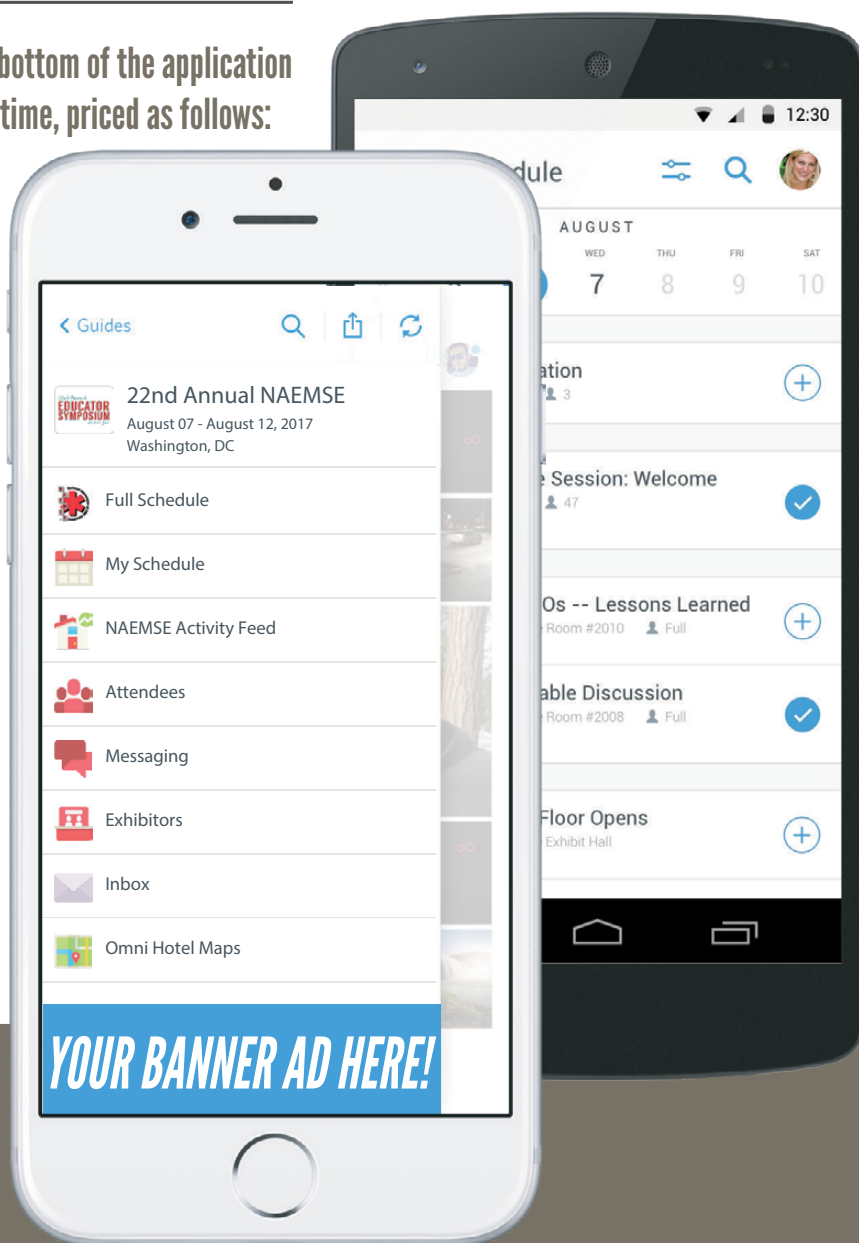 bottom of the application
time, priced as follows:
12:30
dule
AUGUST
WED THU FRI SAT
7 8 9 10
ation
3
Session: Welcome
47
Os -- Lessons Learned
Room #2010 Full
able Discussion
Room #2008 Full
Floor Opens
Exhibit Hall
Guides
EDUCATOR
SYMPOSIUM
22nd Annual NAEMSE
August 07 - August 12, 2017
Washington, DC
Full Schedule
My Schedule
NAEMSE Activity Feed
Attendees
Messaging
Exhibitors
Inbox
Omni Hotel Maps
YOUR BANNER AD HERE!